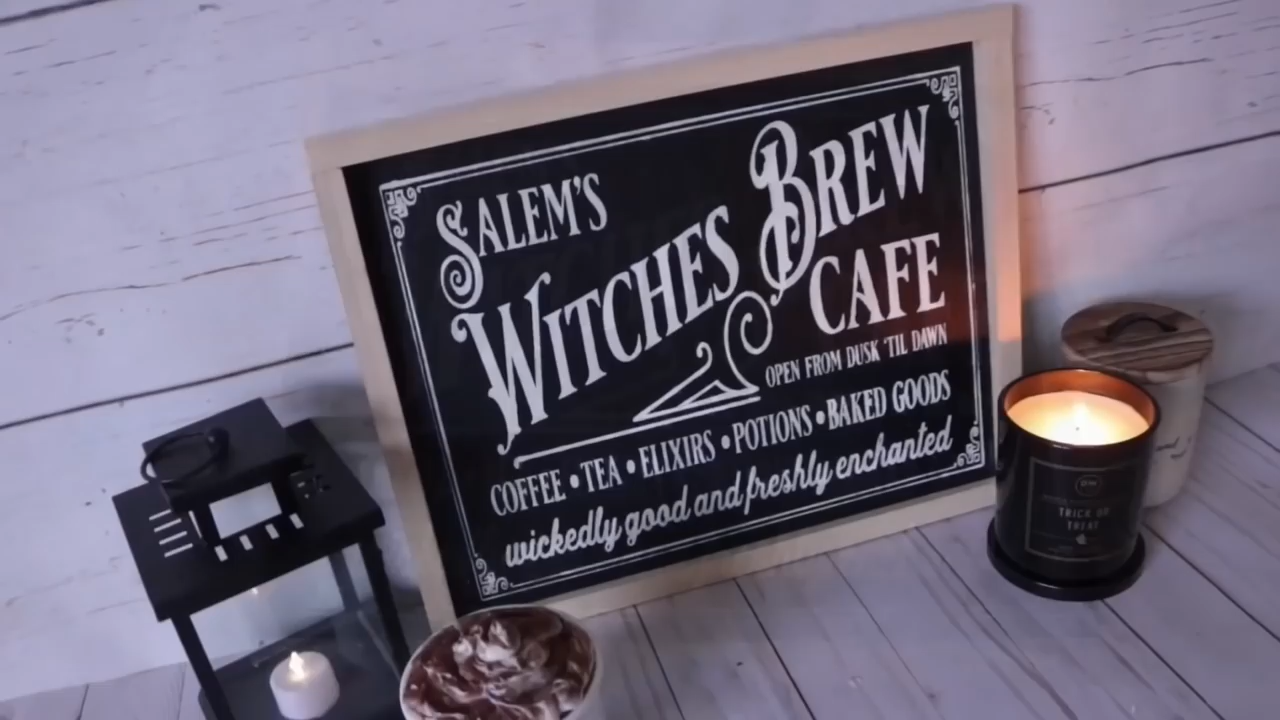 SALEM'S
WITCHES BREW
CAFE
OPEN FROM DUSK 'TIL DAWN
COFFEE • TEA • ELIXIRS • POTIONS • BAKED GOODS
wickedly good and freshly enchanted
TRICK OR
TREAT